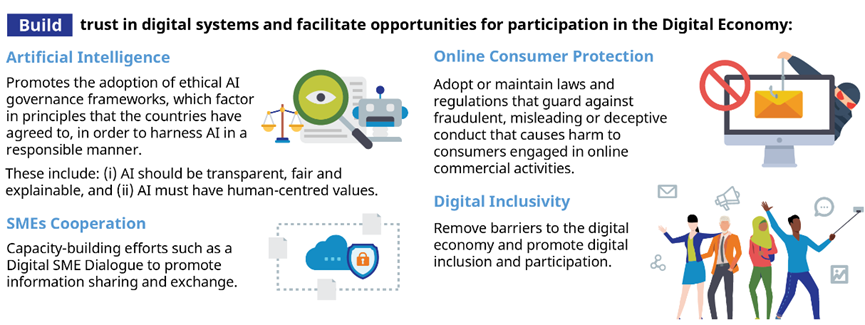 Build trust in digital systems and facilitate opportunities for participation in the Digital Economy:
Artificial Intelligence
Promotes the adoption of ethical AI
governance frameworks, which factor
in principles that the countries have
agreed to, in order to harness AI in a
responsible manner.
These include: (i) AI should be transparent, fair and
explainable, and (ii) AI must have human-centred values.
SMEs Cooperation
Capacity-building efforts such as a
Digital SME Dialogue to promote
information sharing and exchange.
Online Consumer Protection
Adopt or maintain laws and
regulations that guard against
fraudulent, misleading or deceptive
conduct that causes harm to
consumers engaged in online
commercial activities.
Digital Inclusivity
Remove barriers to the digital
economy and promote digital
inclusion and participation.